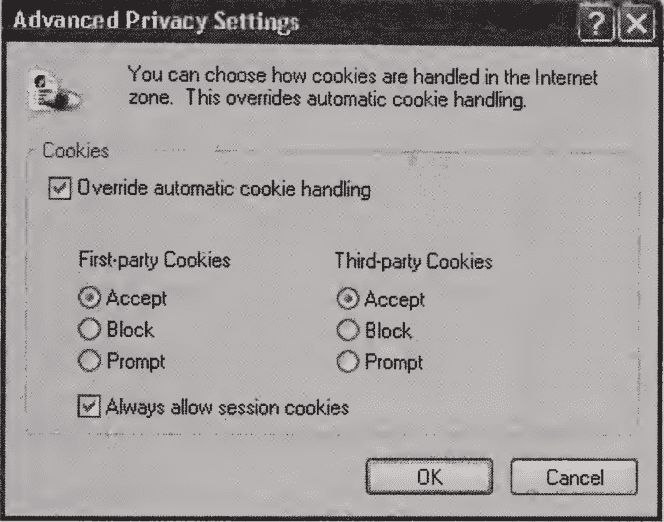 Advanced Privacy Settings
You can choose how cookies are handled in the Internet
zone. This overrides automatic cookie handling.
Cookies
Override automatic cookie handling
First-party Cookies
Third-party Cookies
Accept
Accept
Block
Block
Prompt
Prompt
Always allow session cookies
OK
Cancel